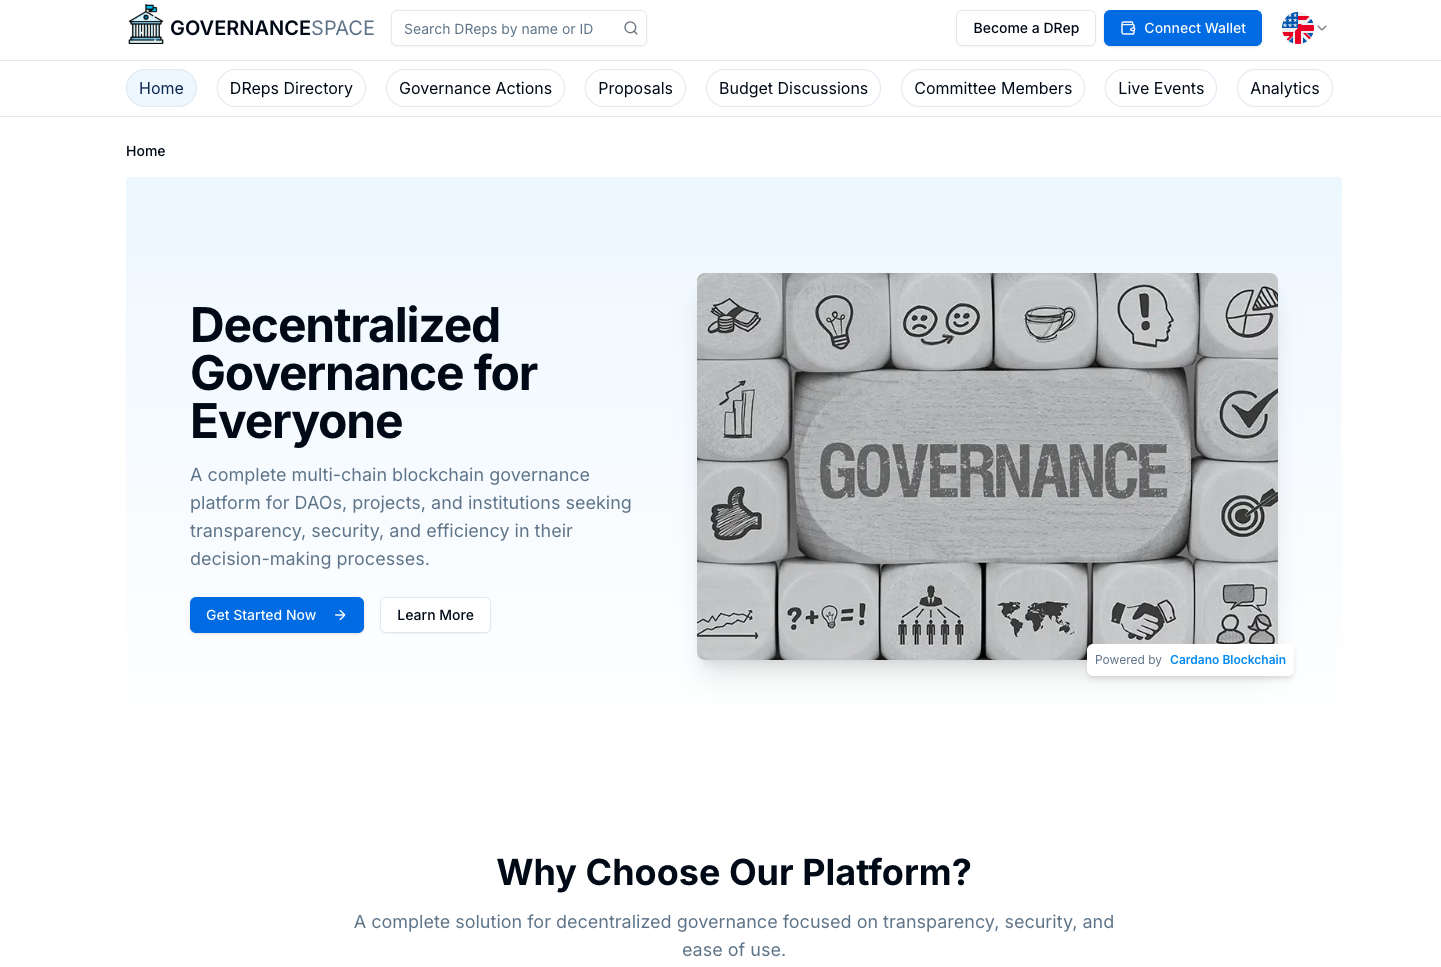 GOVERNANCESPACE
Search DReps by name or ID
Become a DRep
Connect Wallet
Home
DReps Directory
Governance Actions
Proposals
Budget Discussions
Committee Members
Live Events
Analytics
Home
Decentralized
Governance for
Everyone
A complete multi-chain blockchain governance
platform for DAOs, projects, and institutions seeking
transparency, security, and efficiency in their
decision-making processes.
Get Started Now
Learn More
GOVERNANCE
?+=!
Powered by Cardano Blockchain
Why Choose Our Platform?
A complete solution for decentralized governance focused on transparency, security, and
ease of use.